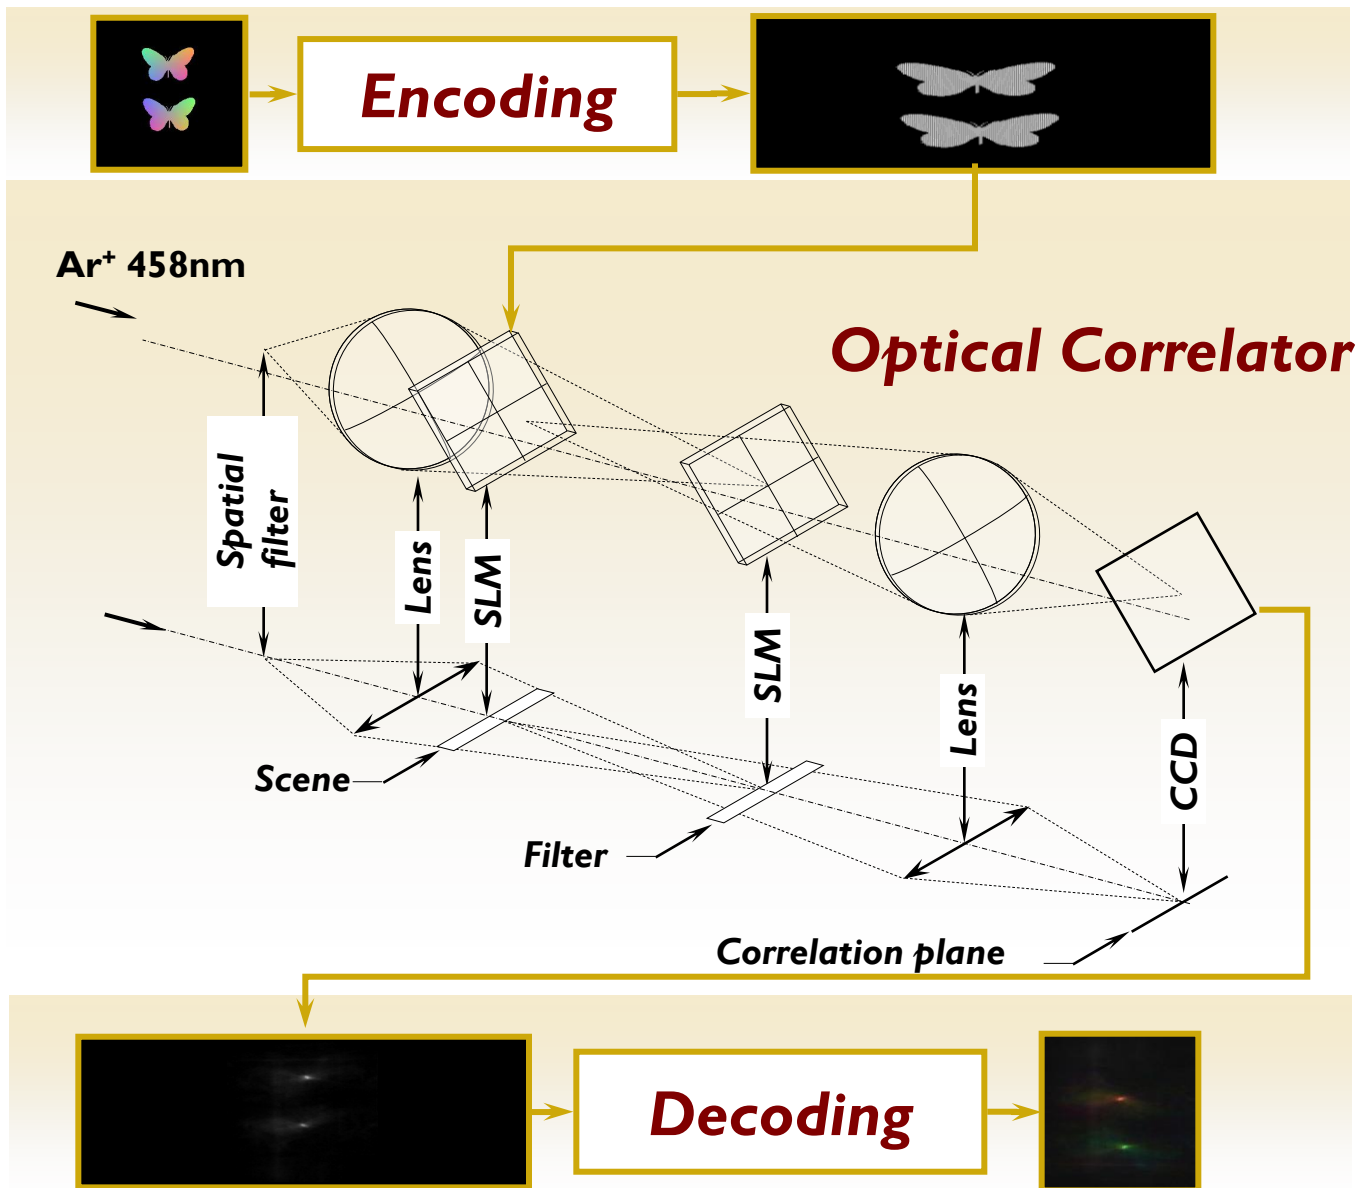 Encoding
Ar⁺ 458nm
Optical Correlator
Spatial
filter
Lens
SLM
SLM
Lens
CCD
Scene
Filter
Correlation plane
Decoding